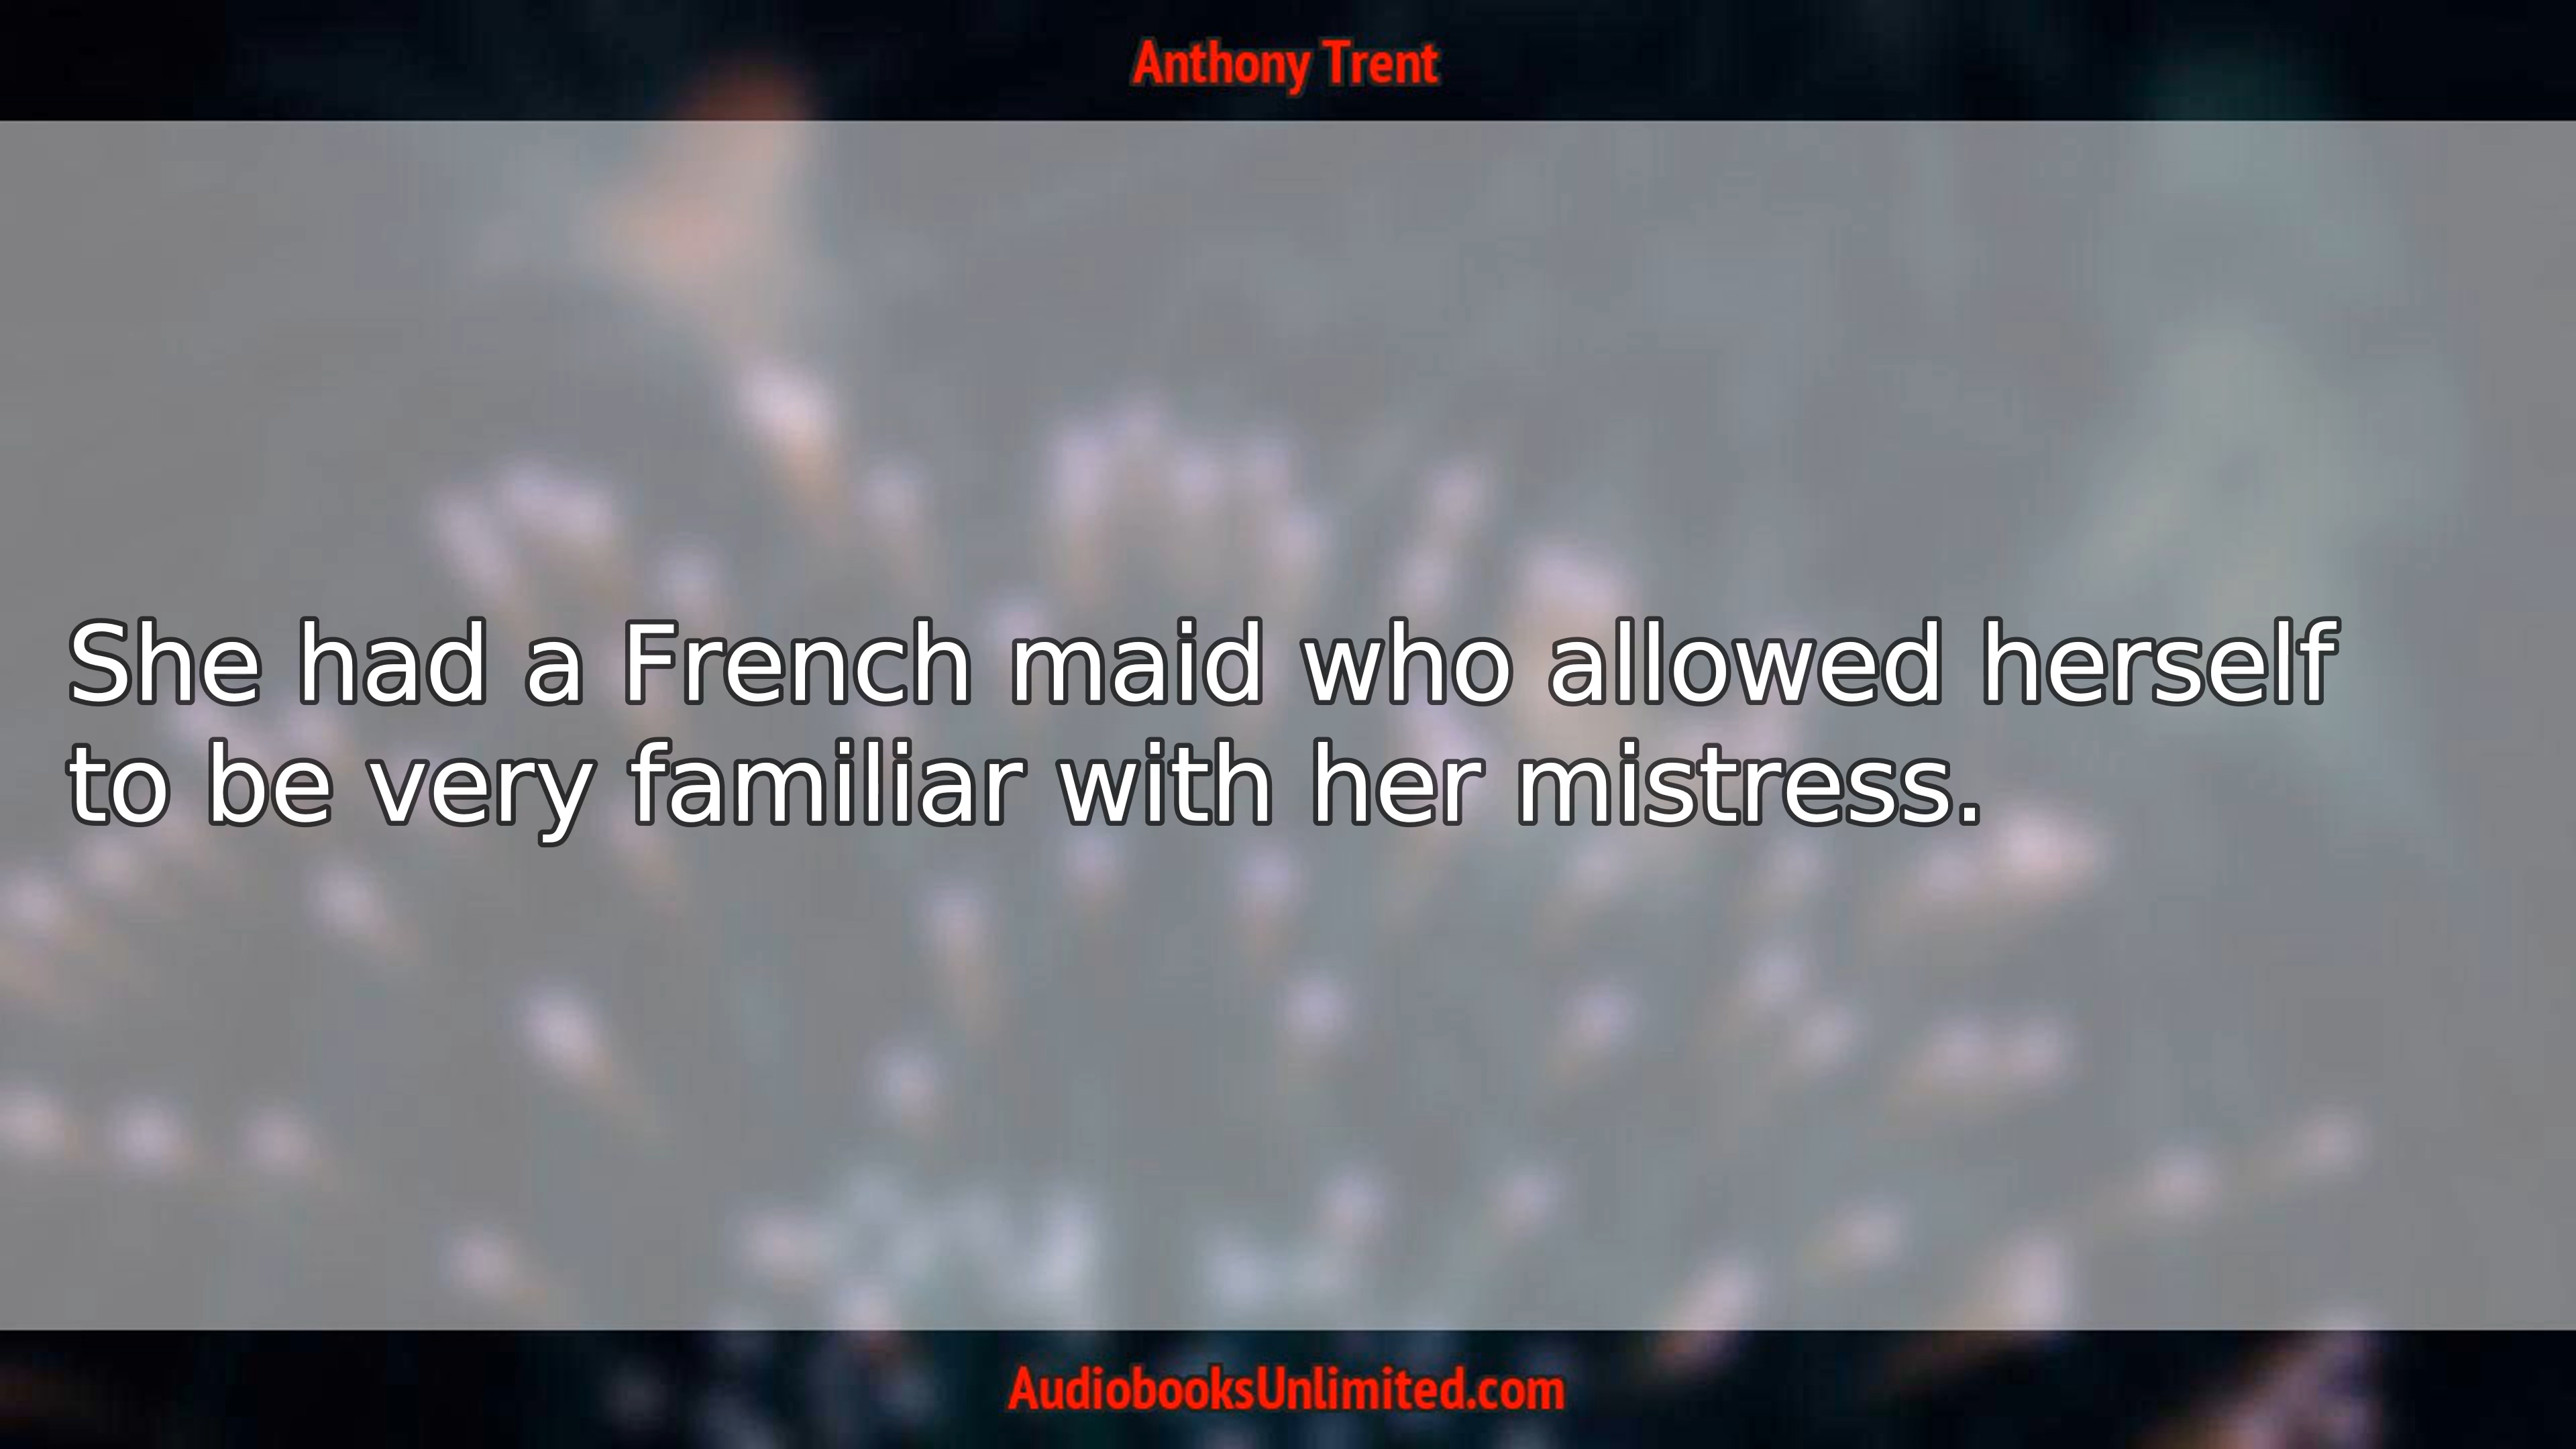 Anthony Trent
She had a French maid who allowed herself
to be very familiar with her mistress.
AudiobooksUnlimited.com